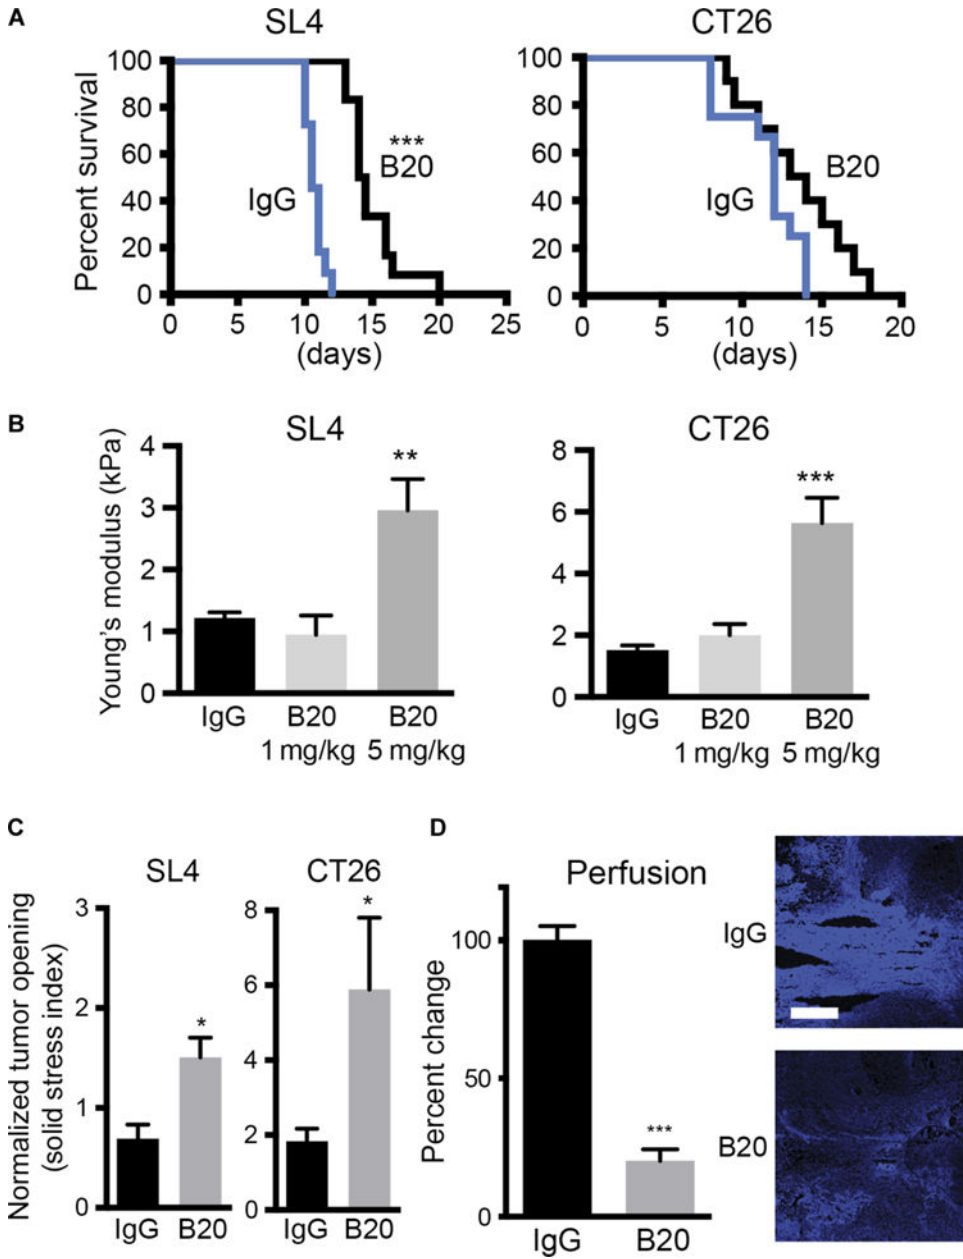 A
SL4
CT26
Percent survival
100
80
60
40
20
0
***
B20
IgG
0 5 10 15 20 25
(days)
100
80
60
40
20
0
IgG
B20
0 5 10 15 20
(days)
B
SL4
CT26
Young's modulus (kPa)
4
3
2
1
0
**
IgG B20 B20
1 mg/kg 5 mg/kg
8
6
4
2
0
***
IgG B20 B20
1 mg/kg 5 mg/kg
C
SL4
CT26
Normalized tumor opening
(solid stress index)
3
2
1
0
*
IgG B20
8
6
4
2
0
*
IgG B20
D
Perfusion
Percent change
100
50
0
***
IgG B20
IgG
B20